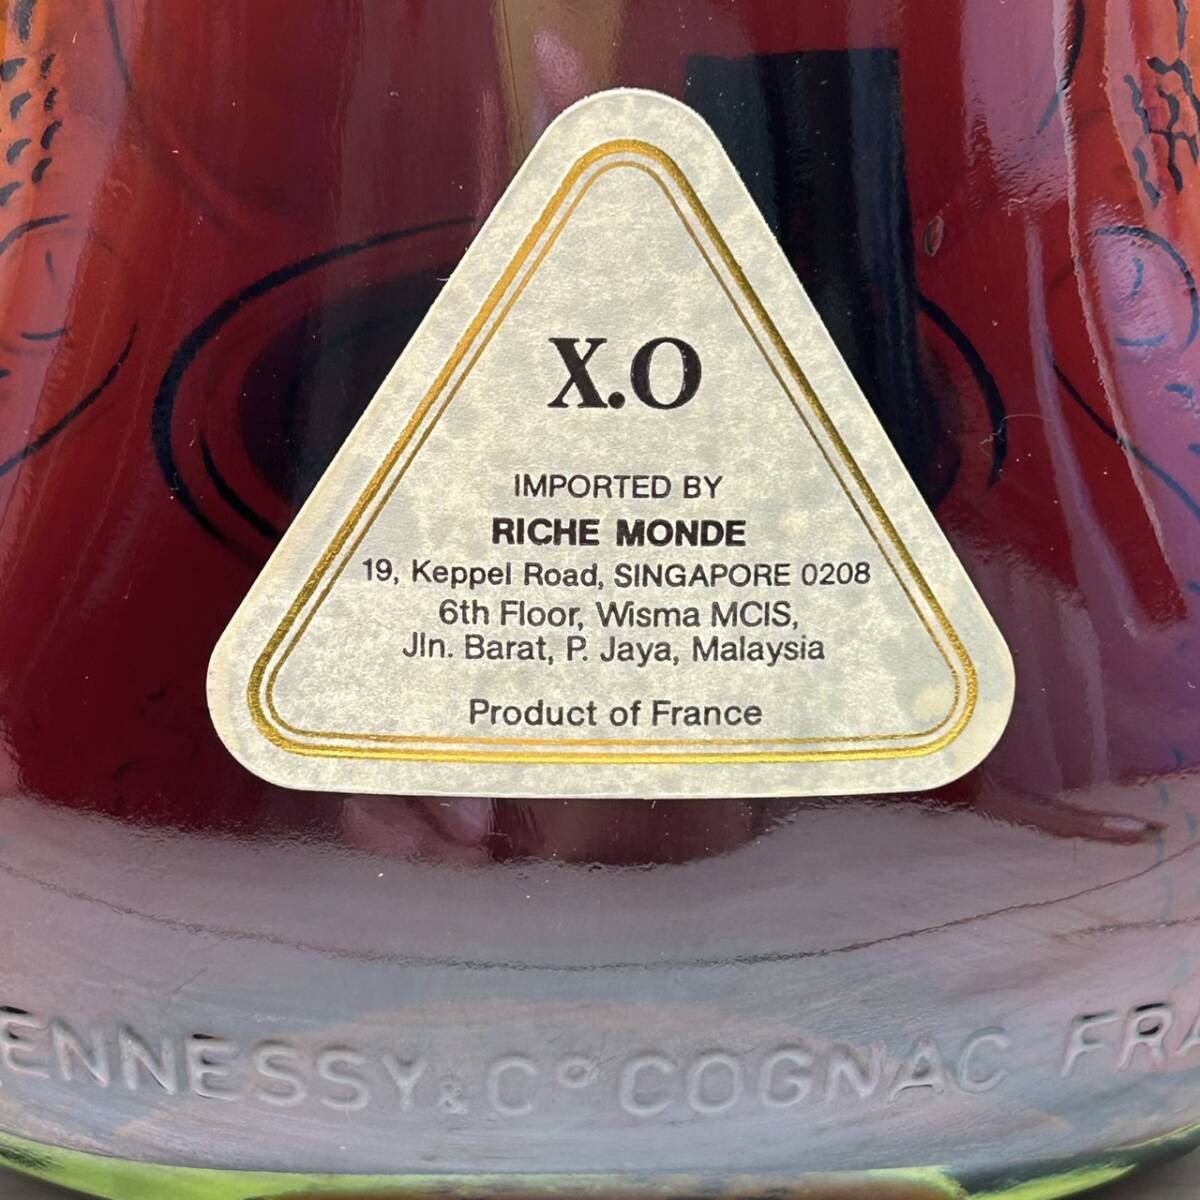 X.O
IMPORTED BY
RICHE MONDE
19, Keppel Road, SINGAPORE 0208
6th Floor, Wisma MCIS,
Jln. Barat, P. Jaya, Malaysia
Product of France
ENNESSY & Cº COGNAC FRA